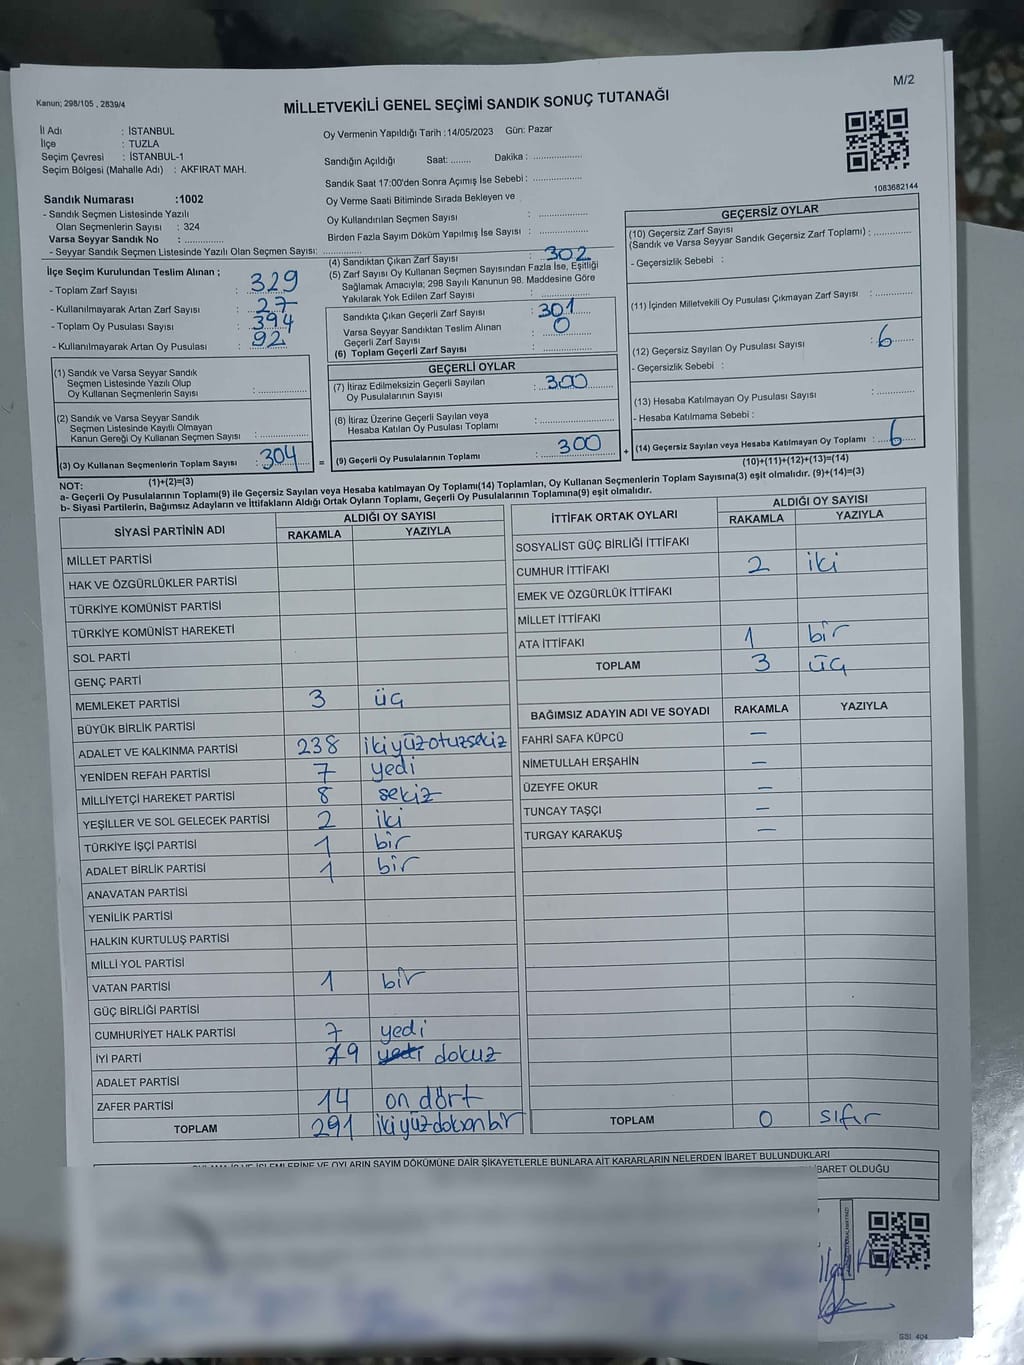 M/2
Kanun; 298/105 , 2839/4
MİLLETVEKİLİ GENEL SEÇİMİ SANDIK SONUÇ TUTANAĞI
İl Adı : İSTANBUL
İlçe : TUZLA
Seçim Çevresi : İSTANBUL-1
Seçim Bölgesi (Mahalle Adı) : AKFIRAT MAH.
Sandık Numarası :1002
- Sandık Seçmen Listesinde Yazılı
Olan Seçmenlerin Sayısı : 324
Varsa Seyyar Sandık No : ..............
- Seyyar Sandık Seçmen Listesinde Yazılı Olan Seçmen Sayısı: ..............
Oy Vermenin Yapıldığı Tarih : 14/05/2023 Gün: Pazar
Sandığın Açıldığı Saat: ....... Dakika : ..............
Sandık Saat 17:00'den Sonra Açımış İse Sebebi : ..............
Oy Verme Saati Bitiminde Sırada Bekleyen ve
Oy Kullandırılan Seçmen Sayısı : ..............
Birden Fazla Sayım Döküm Yapılmış İse Sayısı : ..............
1083682144
İlçe Seçim Kurulundan Teslim Alınan ;
- Toplam Zarf Sayısı : 329
- Kullanılmayarak Artan Zarf Sayısı : 27
- Toplam Oy Pusulası Sayısı : 394
- Kullanılmayarak Artan Oy Pusulası : 92
(1) Sandık ve Varsa Seyyar Sandık
Seçmen Listesinde Yazılı Olup
Oy Kullanan Seçmenlerin Sayısı : ..............
(2) Sandık ve Varsa Seyyar Sandık
Seçmen Listesinde Kayıtlı Olmayan
Kanun Gereği Oy Kullanan Seçmen Sayısı : ..............
(3) Oy Kullanan Seçmenlerin Toplam Sayısı : 304
(1)+(2)=(3)
(4) Sandıktan Çıkan Zarf Sayısı : 302
(5) Zarf Sayısı Oy Kullanan Seçmen Sayısından Fazla İse, Eşitliği
Sağlamak Amacıyla; 298 Sayılı Kanunun 98. Maddesine Göre
Yakılarak Yok Edilen Zarf Sayısı : ..............
Sandıkta Çıkan Geçerli Zarf Sayısı : 301
Varsa Seyyar Sandıktan Teslim Alınan
Geçerli Zarf Sayısı : 0
(6) Toplam Geçerli Zarf Sayısı : ..............
GEÇERLİ OYLAR
(7) İtiraz Edilmeksizin Geçerli Sayılan
Oy Pusulalarının Sayısı : 300
(8) İtiraz Üzerine Geçerli Sayılan veya
Hesaba Katılan Oy Pusulası Toplamı : ..............
= (9) Geçerli Oy Pusulalarının Toplamı : 300 +
GEÇERSİZ OYLAR
(10) Geçersiz Zarf Sayısı
(Sandık ve Varsa Seyyar Sandık Geçersiz Zarf Toplamı) : ..............
- Geçersizlik Sebebi :
(11) İçinden Milletvekili Oy Pusulası Çıkmayan Zarf Sayısı : ..............
(12) Geçersiz Sayılan Oy Pusulası Sayısı : 6
- Geçersizlik Sebebi :
(13) Hesaba Katılmayan Oy Pusulası Sayısı : ..............
- Hesaba Katılmama Sebebi :
(14) Geçersiz Sayılan veya Hesaba Katılmayan Oy Toplamı : 6
(10)+(11)+(12)+(13)=(14)
NOT:
a- Geçerli Oy Pusulalarının Toplamı(9) ile Geçersiz Sayılan veya Hesaba katılmayan Oy Toplamı(14) Toplamları, Oy Kullanan Seçmenlerin Toplam Sayısına(3) eşit olmalıdır. (9)+(14)=(3)
b- Siyasi Partilerin, Bağımsız Adayların ve İttifakların Aldığı Ortak Oyların Toplamı, Geçerli Oy Pusulalarının Toplamına(9) eşit olmalıdır.
SİYASİ PARTİNİN ADI ALDIĞI OY SAYISI
RAKAMLA YAZIYLA
MİLLET PARTİSİ
HAK VE ÖZGÜRLÜKLER PARTİSİ
TÜRKİYE KOMÜNİST PARTİSİ
TÜRKİYE KOMÜNİST HAREKETİ
SOL PARTİ
GENÇ PARTİ
MEMLEKET PARTİSİ 3 üç
BÜYÜK BİRLİK PARTİSİ
ADALET VE KALKINMA PARTİSİ 238 ikiyüzotuzsekiz
YENİDEN REFAH PARTİSİ 7 yedi
MİLLİYETÇİ HAREKET PARTİSİ 8 sekiz
YEŞİLLER VE SOL GELECEK PARTİSİ 2 iki
TÜRKİYE İŞÇİ PARTİSİ 1 bir
ADALET BİRLİK PARTİSİ 1 bir
ANAVATAN PARTİSİ
YENİLİK PARTİSİ
HALKIN KURTULUŞ PARTİSİ
MİLLİ YOL PARTİSİ
VATAN PARTİSİ 1 bir
GÜÇ BİRLİĞİ PARTİSİ
CUMHURİYET HALK PARTİSİ 7 yedi
İYİ PARTİ 9 yedi dokuz
ADALET PARTİSİ
ZAFER PARTİSİ 14 on dört
TOPLAM 291 ikiyüzdoksanbir
İTTİFAK ORTAK OYLARI ALDIĞI OY SAYISI
RAKAMLA YAZIYLA
SOSYALİST GÜÇ BİRLİĞİ İTTİFAKI
CUMHUR İTTİFAKI 2 iki
EMEK VE ÖZGÜRLÜK İTTİFAKI
MİLLET İTTİFAKI
ATA İTTİFAKI 1 bir
TOPLAM 3 üç
BAĞIMSIZ ADAYIN ADI VE SOYADI RAKAMLA YAZIYLA
FAHRİ SAFA KÜPCÜ —
NİMETULLAH ERŞAHİN —
ÜZEYFE OKUR —
TUNCAY TAŞÇI —
TURGAY KARAKUŞ —
TOPLAM 0 sıfır
İŞLEMLERİNE VE OYLARIN SAYIM DÖKÜMÜNE DAİR ŞİKAYETLERLE BUNLARA AİT KARARLARIN NELERDEN İBARET BULUNDUKLARI
İBARET OLDUĞU
GSI_404